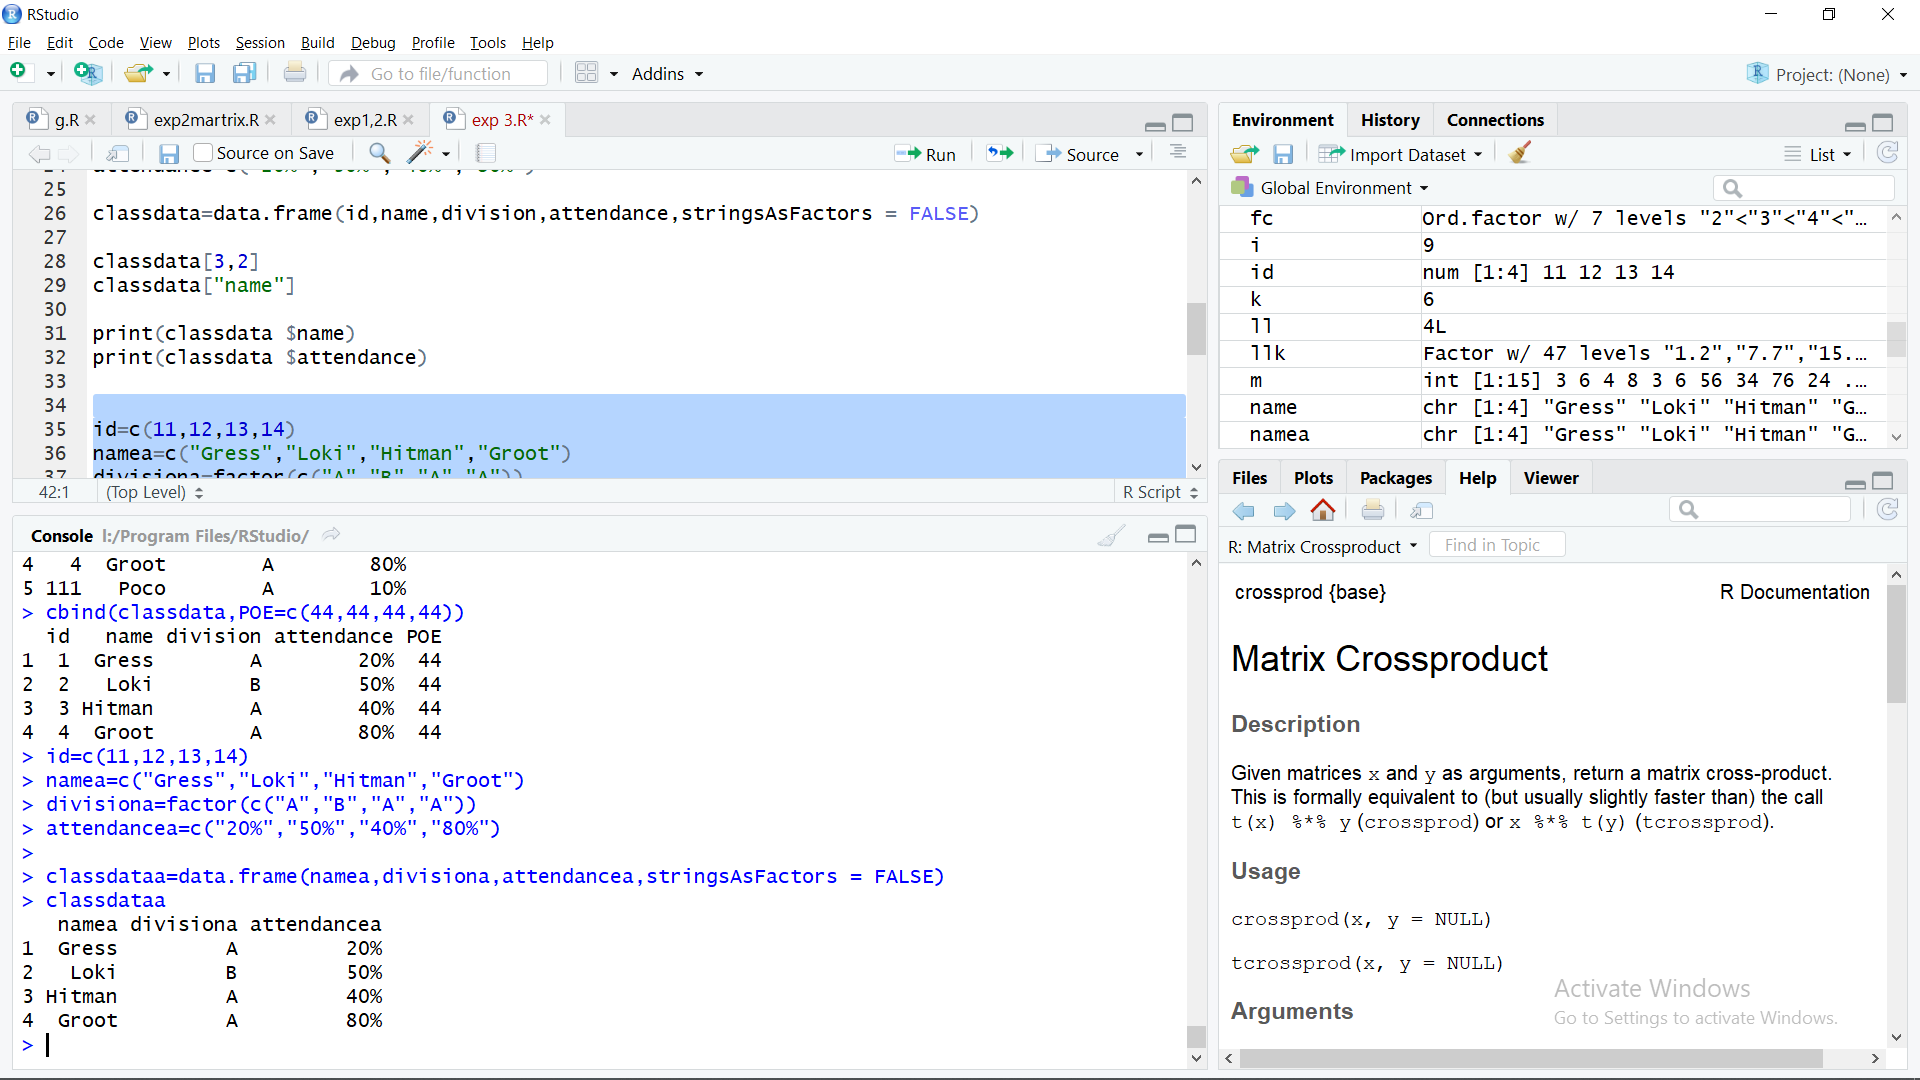 RStudio
File Edit Code View Plots Session Build Debug Profile Tools Help
Go to file/function Addins Project: (None)
g.R exp2martrix.R exp1,2.R exp 3.R*
Source on Save Run Source
25
26 classdata=data.frame(id,name,division,attendance,stringsAsFactors = FALSE)
27
28 classdata[3,2]
29 classdata["name"]
30
31 print(classdata $name)
32 print(classdata $attendance)
33
34
35 id=c(11,12,13,14)
36 namea=c("Gress","Loki","Hitman","Groot")
37 divisiona=factor(c("A","B","A","A"))
42:1 (Top Level) R Script
Console I:/Program Files/RStudio/
4 4 Groot A 80%
5 111 Poco A 10%
> cbind(classdata,POE=c(44,44,44,44))
id name division attendance POE
1 1 Gress A 20% 44
2 2 Loki B 50% 44
3 3 Hitman A 40% 44
4 4 Groot A 80% 44
> id=c(11,12,13,14)
> namea=c("Gress","Loki","Hitman","Groot")
> divisiona=factor(c("A","B","A","A"))
> attendancea=c("20%","50%","40%","80%")
>
> classdataa=data.frame(namea,divisiona,attendancea,stringsAsFactors = FALSE)
> classdataa
namea divisiona attendancea
1 Gress A 20%
2 Loki B 50%
3 Hitman A 40%
4 Groot A 80%
>
Environment History Connections
Import Dataset List
Global Environment
fc Ord.factor w/ 7 levels "2"<"3"<"4"<"…
i 9
id num [1:4] 11 12 13 14
k 6
ll 4L
llk Factor w/ 47 levels "1.2","7.7","15.…
m int [1:15] 3 6 4 8 3 6 56 34 76 24 .…
name chr [1:4] "Gress" "Loki" "Hitman" "G…
namea chr [1:4] "Gress" "Loki" "Hitman" "G…
Files Plots Packages Help Viewer
R: Matrix Crossproduct Find in Topic
crossprod {base} R Documentation
Matrix Crossproduct
Description
Given matrices x and y as arguments, return a matrix cross-product.
This is formally equivalent to (but usually slightly faster than) the call
t(x) %*% y (crossprod) or x %*% t(y) (tcrossprod).
Usage
crossprod(x, y = NULL)
tcrossprod(x, y = NULL)
Arguments
Activate Windows
Go to Settings to activate Windows.